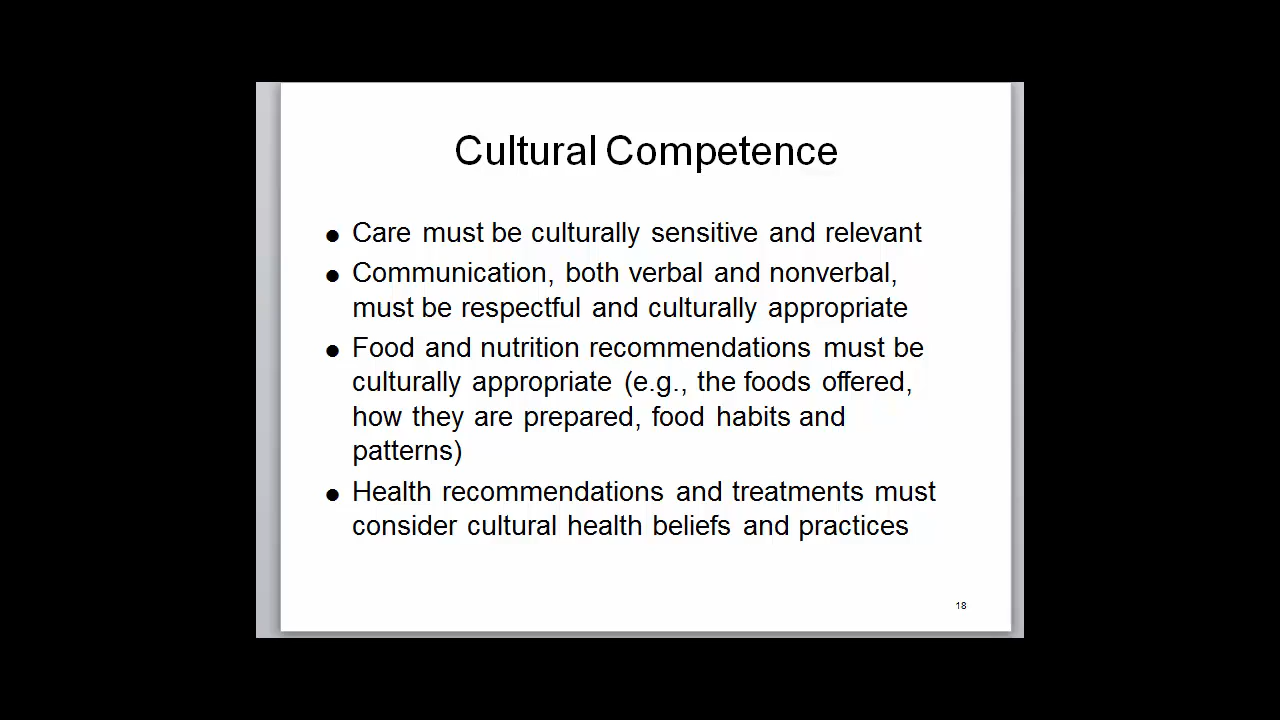 Cultural Competence
● Care must be culturally sensitive and relevant
● Communication, both verbal and nonverbal,
must be respectful and culturally appropriate
● Food and nutrition recommendations must be
culturally appropriate (e.g., the foods offered,
how they are prepared, food habits and
patterns)
● Health recommendations and treatments must
consider cultural health beliefs and practices
18